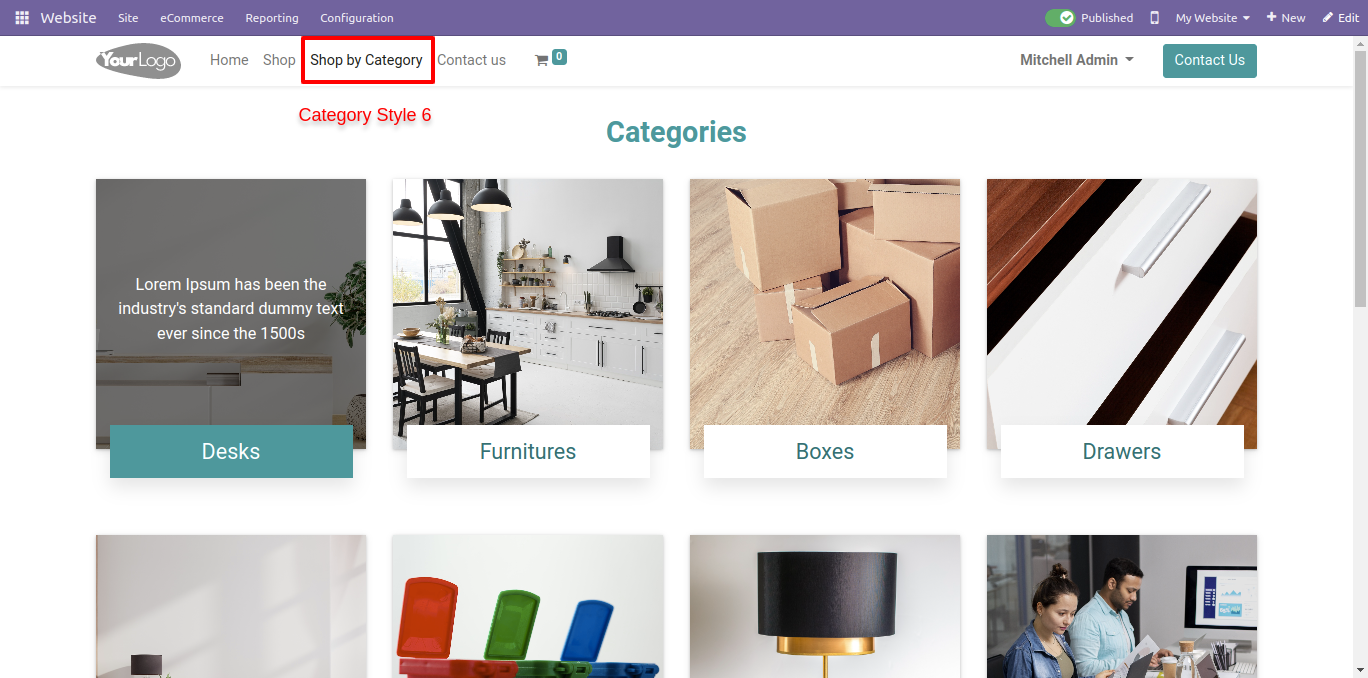 Website Site eCommerce Reporting Configuration Published My Website New Edit
YourLogo Home Shop Shop by Category Contact us 0 Mitchell Admin Contact Us
Category Style 6
Categories
Lorem Ipsum has been the
industry's standard dummy text
ever since the 1500s
Desks Furnitures Boxes Drawers